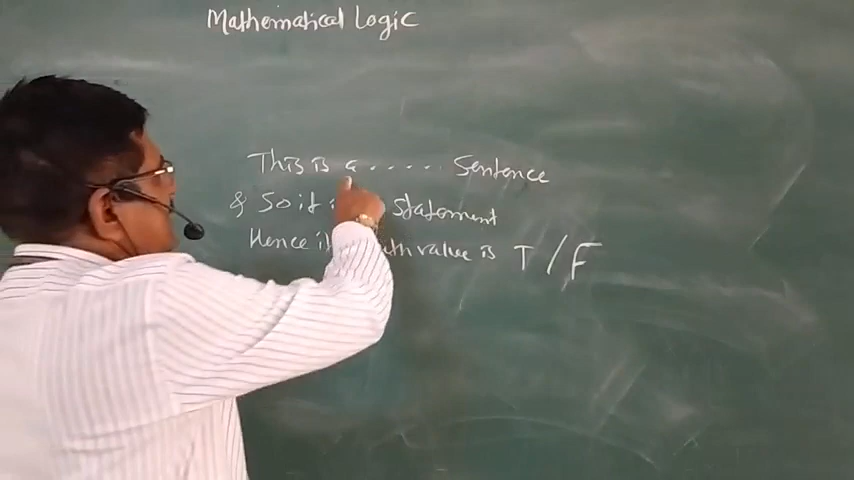 Mathematical Logic
This is a ...... Sentence
& So it Statement
Hence value is T / F